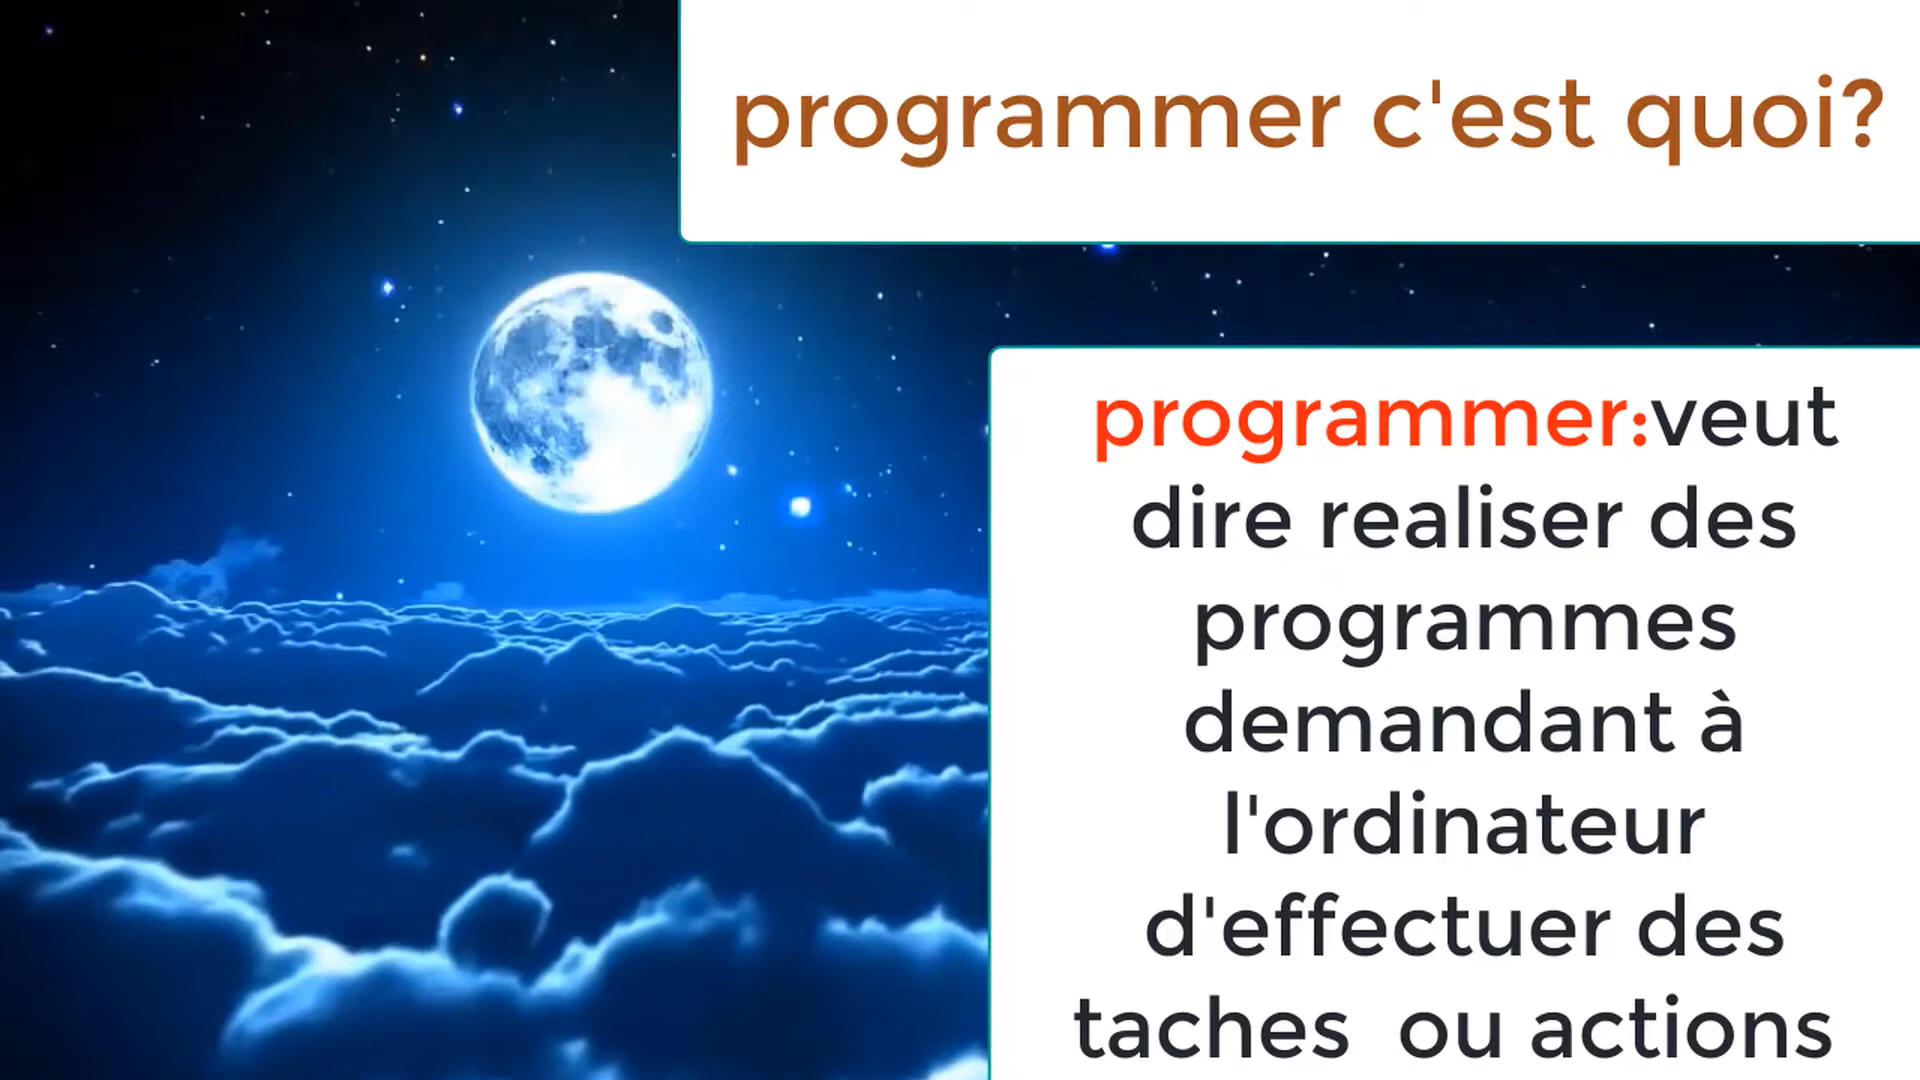 programmer c'est quoi?
programmer:veut
dire realiser des
programmes
demandant à
l'ordinateur
d'effectuer des
taches  ou actions